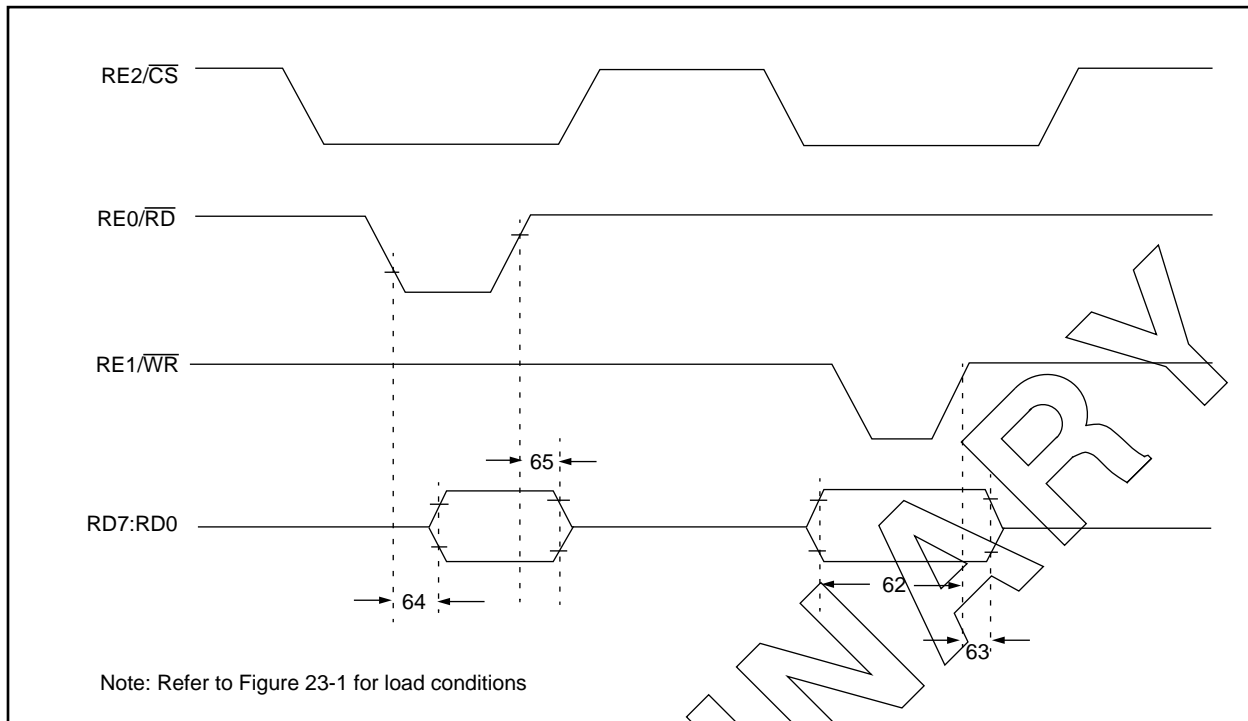 RE2/CS
RE0/RD
RE1/WR
65
RD7:RD0
62
64
63
Note: Refer to Figure 23-1 for load conditions
INARY